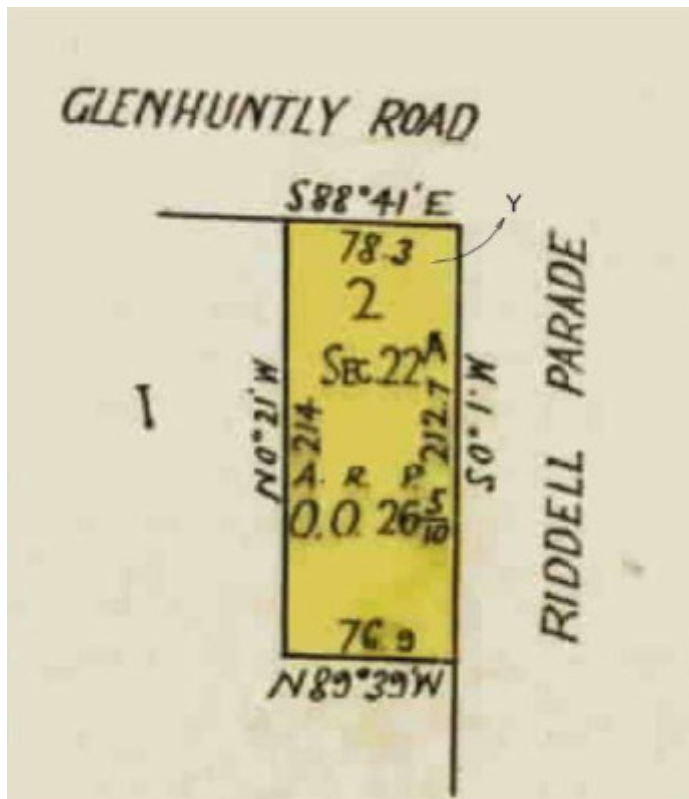 GLENHUNTLY ROAD
S88°41'E
Y
78.3
2
SEC. 22A
N0°21'W
214
212.7
S0°1'W
RIDDELL PARADE
I
A. R. P.
0. 0. 26 5/10
76.9
N89°39'W